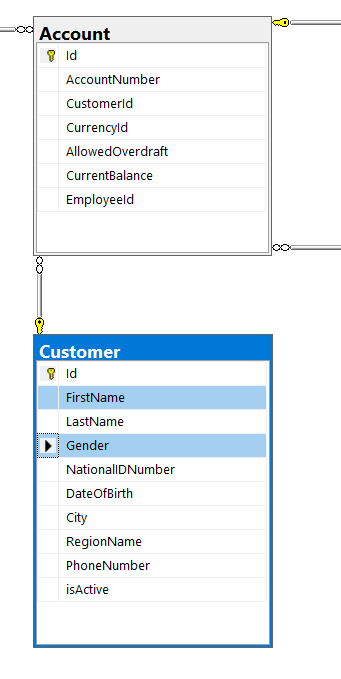 Account
Id
AccountNumber
CustomerId
CurrencyId
AllowedOverdraft
CurrentBalance
EmployeeId
Customer
Id
FirstName
LastName
Gender
NationalIDNumber
DateOfBirth
City
RegionName
PhoneNumber
isActive